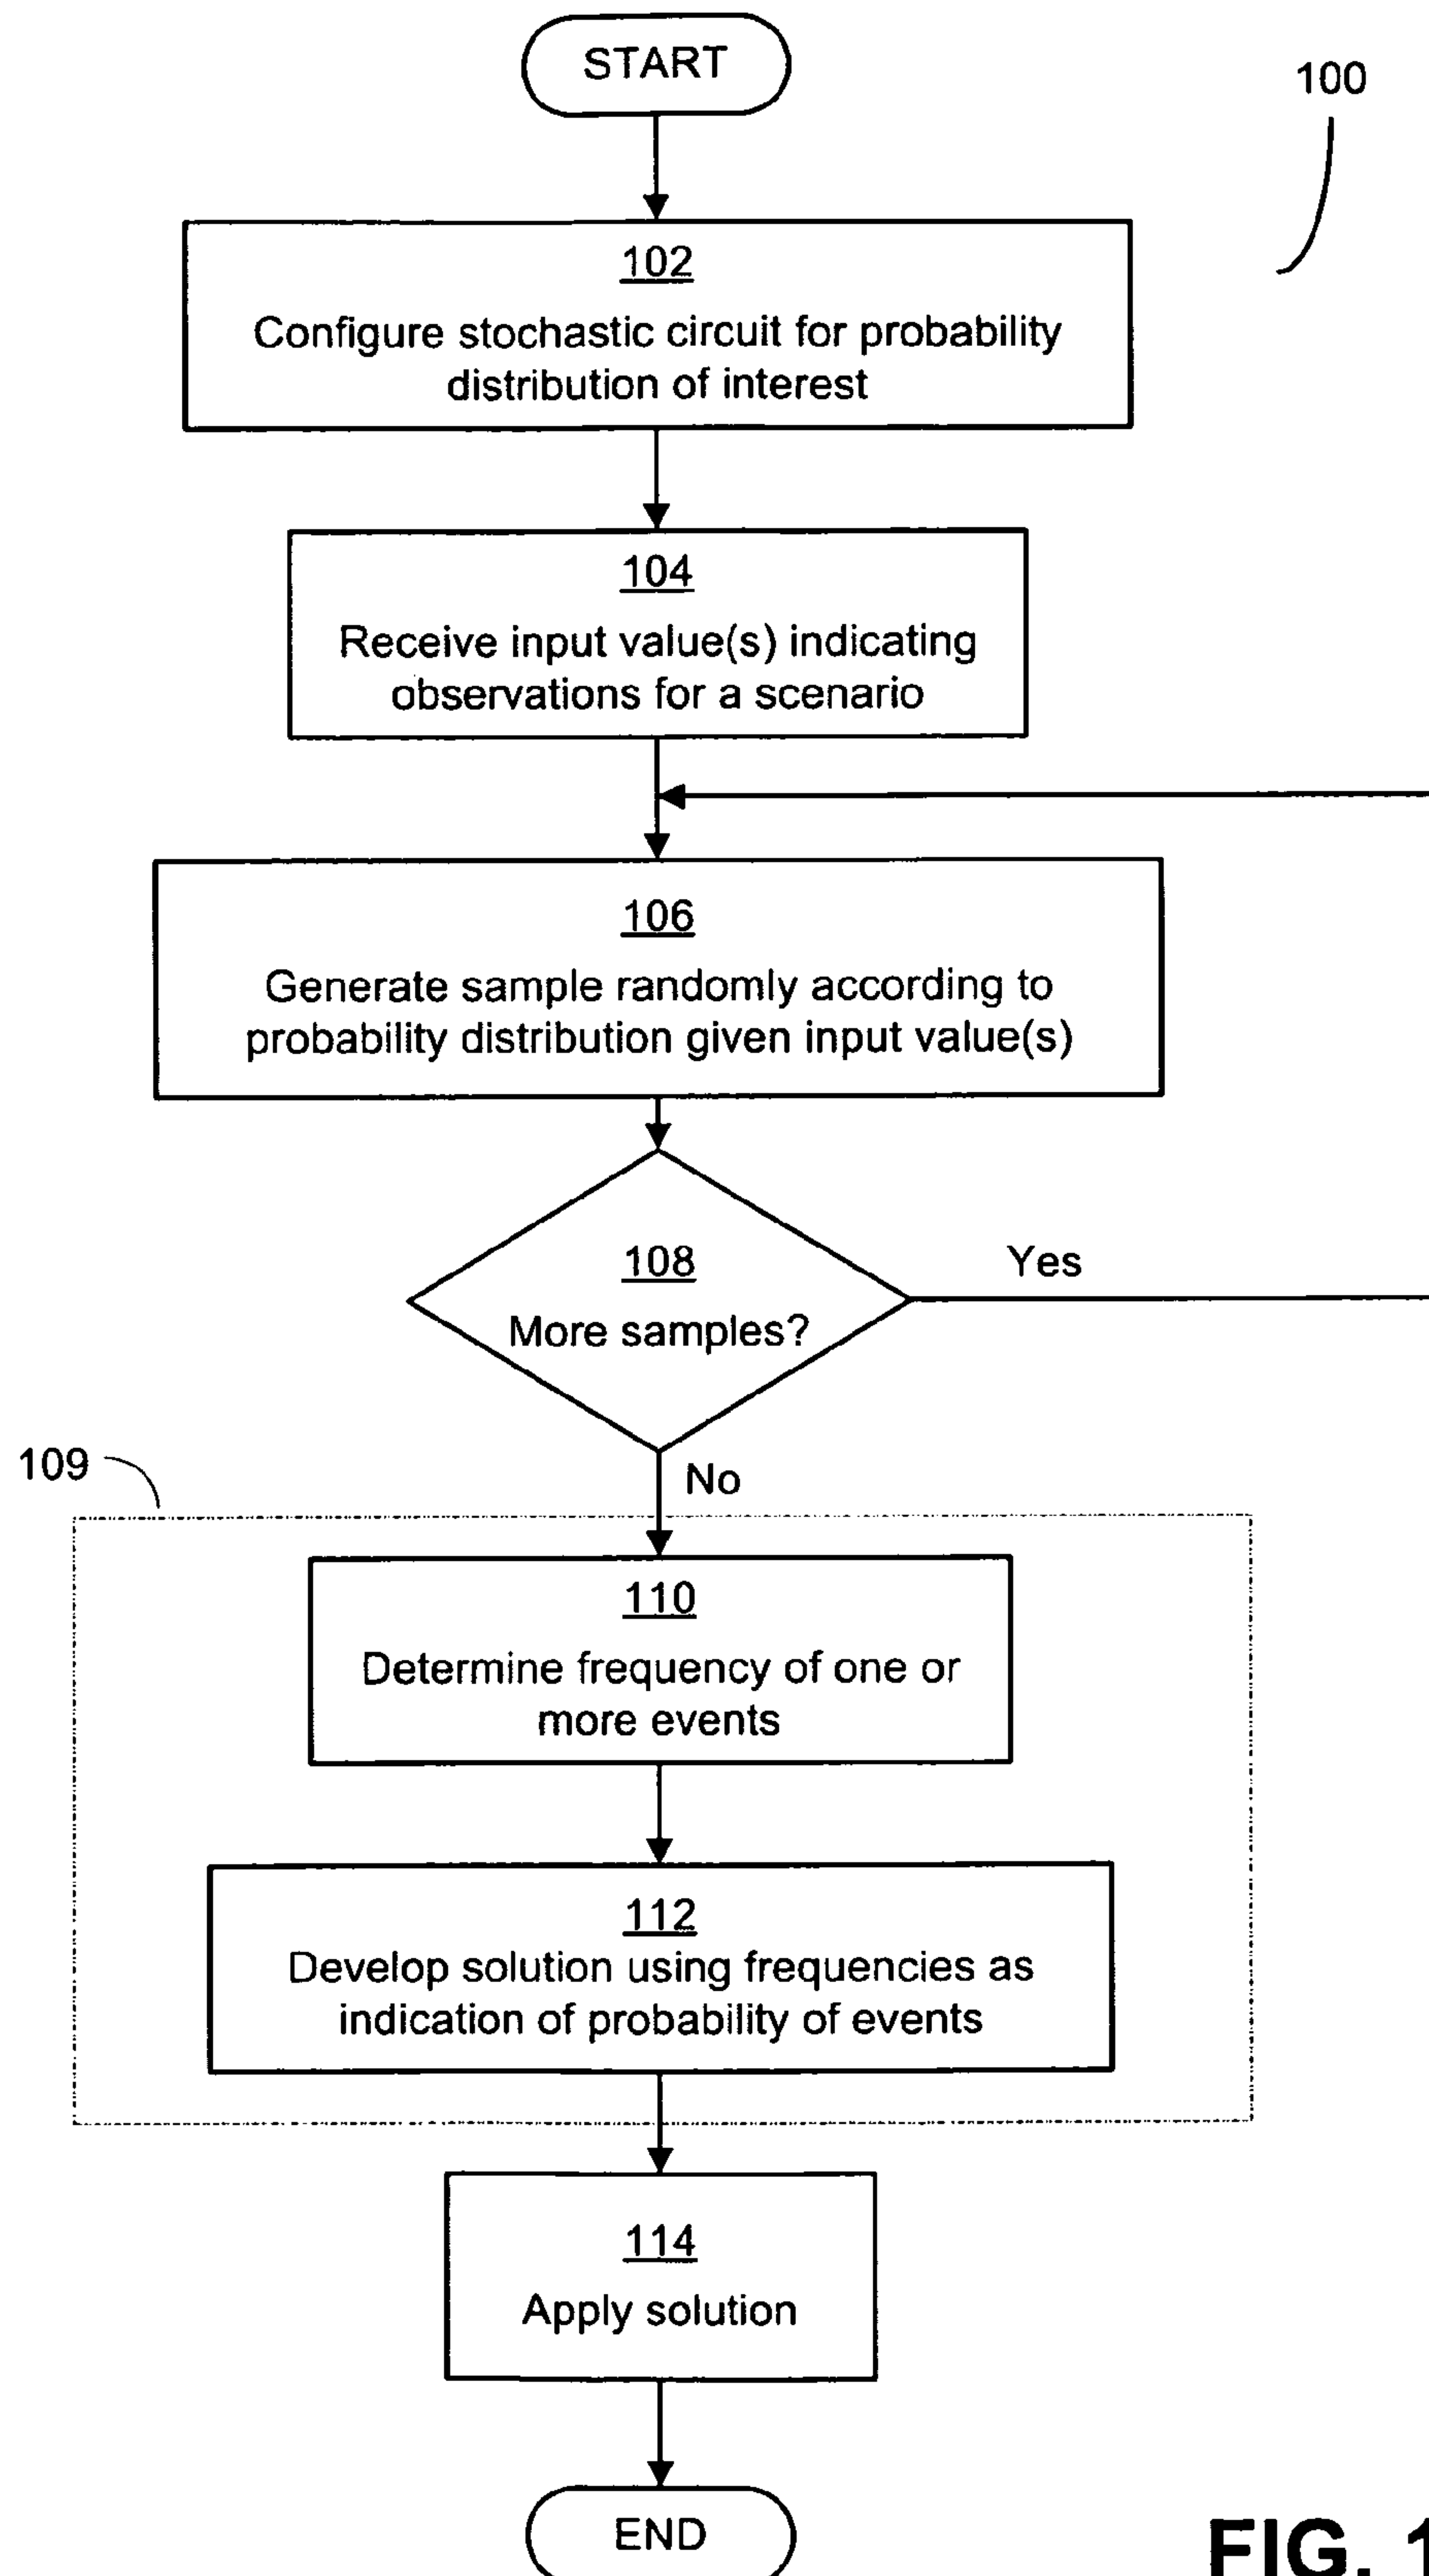 START
100
102
Configure stochastic circuit for probability
distribution of interest
104
Receive input value(s) indicating
observations for a scenario
106
Generate sample randomly according to
probability distribution given input value(s)
108
More samples?
Yes
No
109
110
Determine frequency of one or
more events
112
Develop solution using frequencies as
indication of probability of events
114
Apply solution
END
FIG. 1